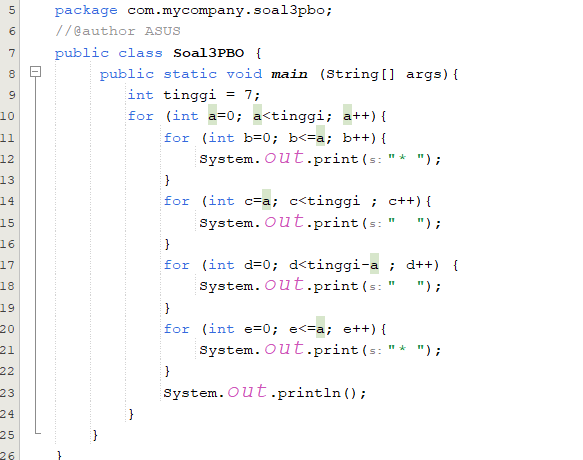 5 package com.mycompany.soal3pbo;
6 //@author ASUS
7 public class Soal3PBO {
8 public static void main (String[] args){
9 int tinggi = 7;
10 for (int a=0; a<tinggi; a++){
11 for (int b=0; b<=a; b++){
12 System.out.print(s:"* ");
13 }
14 for (int c=a; c<tinggi ; c++){
15 System.out.print(s:"  ");
16 }
17 for (int d=0; d<tinggi-a ; d++) {
18 System.out.print(s:"  ");
19 }
20 for (int e=0; e<=a; e++){
21 System.out.print(s:"* ");
22 }
23 System.out.println();
24 }
25 }
26 }